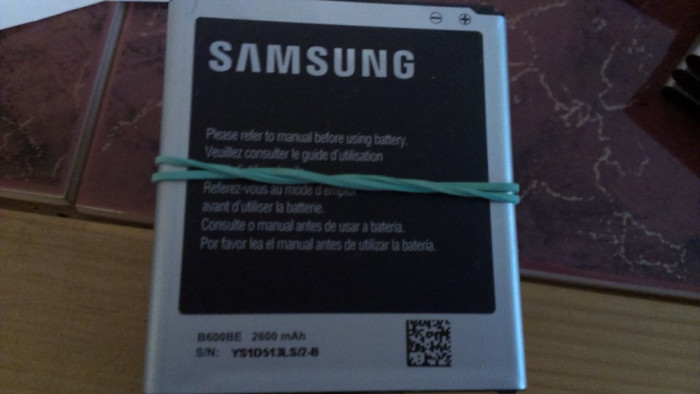 SAMSUNG
Please refer to manual before using battery.
Veuillez consulter le guide d'utilisation
Référez-vous au mode d'emploi
avant d'utiliser la batterie.
Consulte o manual antes de usar a bateria.
Por favor lea el manual antes de utilizar la batería.
B600BE 2600 mAh
S/N: YS1D513LS/2-B